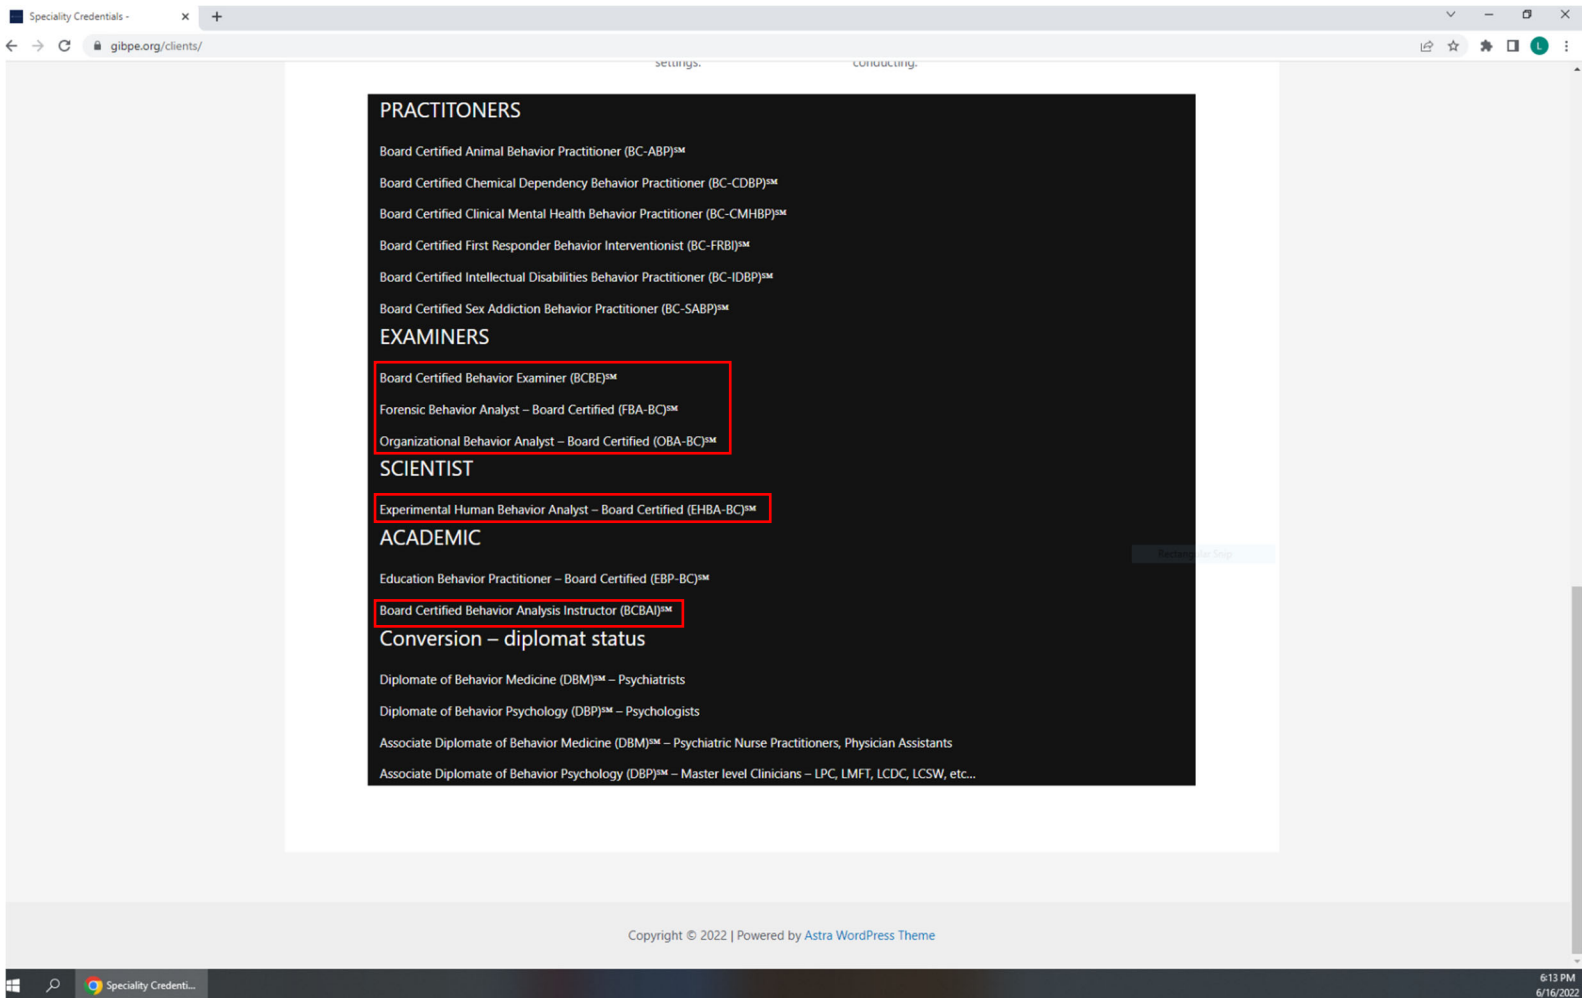 Speciality Credentials -
gibpe.org/clients/
L
settings.
conducting.
PRACTITONERS
Board Certified Animal Behavior Practitioner (BC-ABP)℠
Board Certified Chemical Dependency Behavior Practitioner (BC-CDBP)℠
Board Certified Clinical Mental Health Behavior Practitioner (BC-CMHBP)℠
Board Certified First Responder Behavior Interventionist (BC-FRBI)℠
Board Certified Intellectual Disabilities Behavior Practitioner (BC-IDBP)℠
Board Certified Sex Addiction Behavior Practitioner (BC-SABP)℠
EXAMINERS
Board Certified Behavior Examiner (BCBE)℠
Forensic Behavior Analyst – Board Certified (FBA-BC)℠
Organizational Behavior Analyst – Board Certified (OBA-BC)℠
SCIENTIST
Experimental Human Behavior Analyst – Board Certified (EHBA-BC)℠
Rectangular Snip
ACADEMIC
Education Behavior Practitioner – Board Certified (EBP-BC)℠
Board Certified Behavior Analysis Instructor (BCBAI)℠
Conversion – diplomat status
Diplomate of Behavior Medicine (DBM)℠ – Psychiatrists
Diplomate of Behavior Psychology (DBP)℠ – Psychologists
Associate Diplomate of Behavior Medicine (DBM)℠ – Psychiatric Nurse Practitioners, Physician Assistants
Associate Diplomate of Behavior Psychology (DBP)℠ – Master level Clinicians – LPC, LMFT, LCDC, LCSW, etc...
Copyright © 2022 | Powered by Astra WordPress Theme
Speciality Credenti...
6:13 PM
6/16/2022